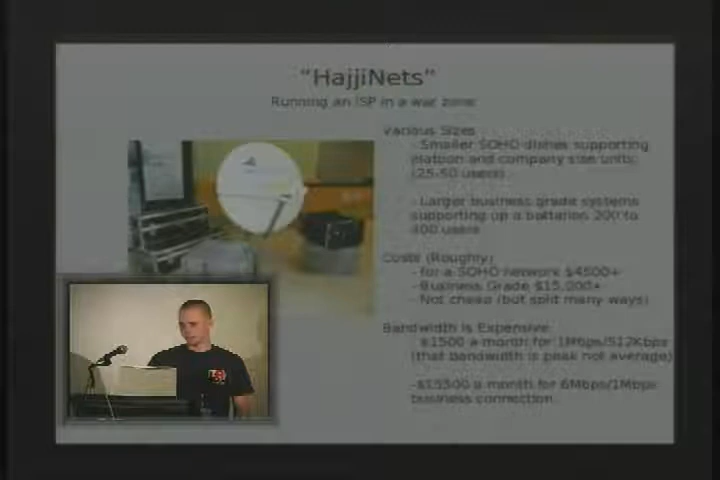 "HajjiNets"
Running an ISP in a war zone
Various Sizes
- Smaller SOHO dishes supporting
platoon and company size units
(25-50 users)
- Larger business grade systems
supporting up a battalion 200 to
400 users
Costs (Roughly)
- for a SOHO network $4500+
- Business Grade $15,000+
- Not cheap (but split many ways)
Bandwidth is Expensive
- $1500 a month for 1Mbps/512Kbps
(that bandwidth is peak not average)
-$15500 a month for 6Mbps/1Mbps
business connection.